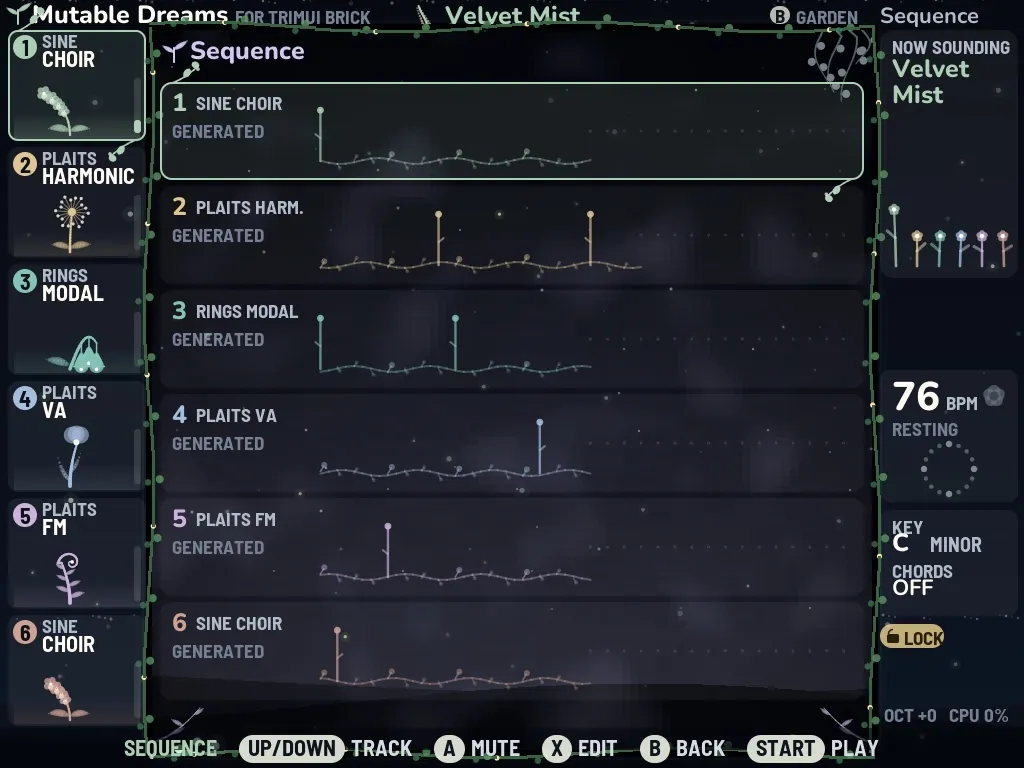 Mutable Dreams FOR TRIMUI BRICK Velvet Mist B GARDEN Sequence
1 SINE CHOIR
2 PLAITS HARMONIC
3 RINGS MODAL
4 PLAITS VA
5 PLAITS FM
6 SINE CHOIR
Sequence
1 SINE CHOIR
GENERATED
2 PLAITS HARM.
GENERATED
3 RINGS MODAL
GENERATED
4 PLAITS VA
GENERATED
5 PLAITS FM
GENERATED
6 SINE CHOIR
GENERATED
NOW SOUNDING
Velvet
Mist
76 BPM
RESTING
KEY
C MINOR
CHORDS
OFF
LOCK
OCT +0 CPU 0%
SEQUENCE UP/DOWN TRACK A MUTE X EDIT B BACK START PLAY